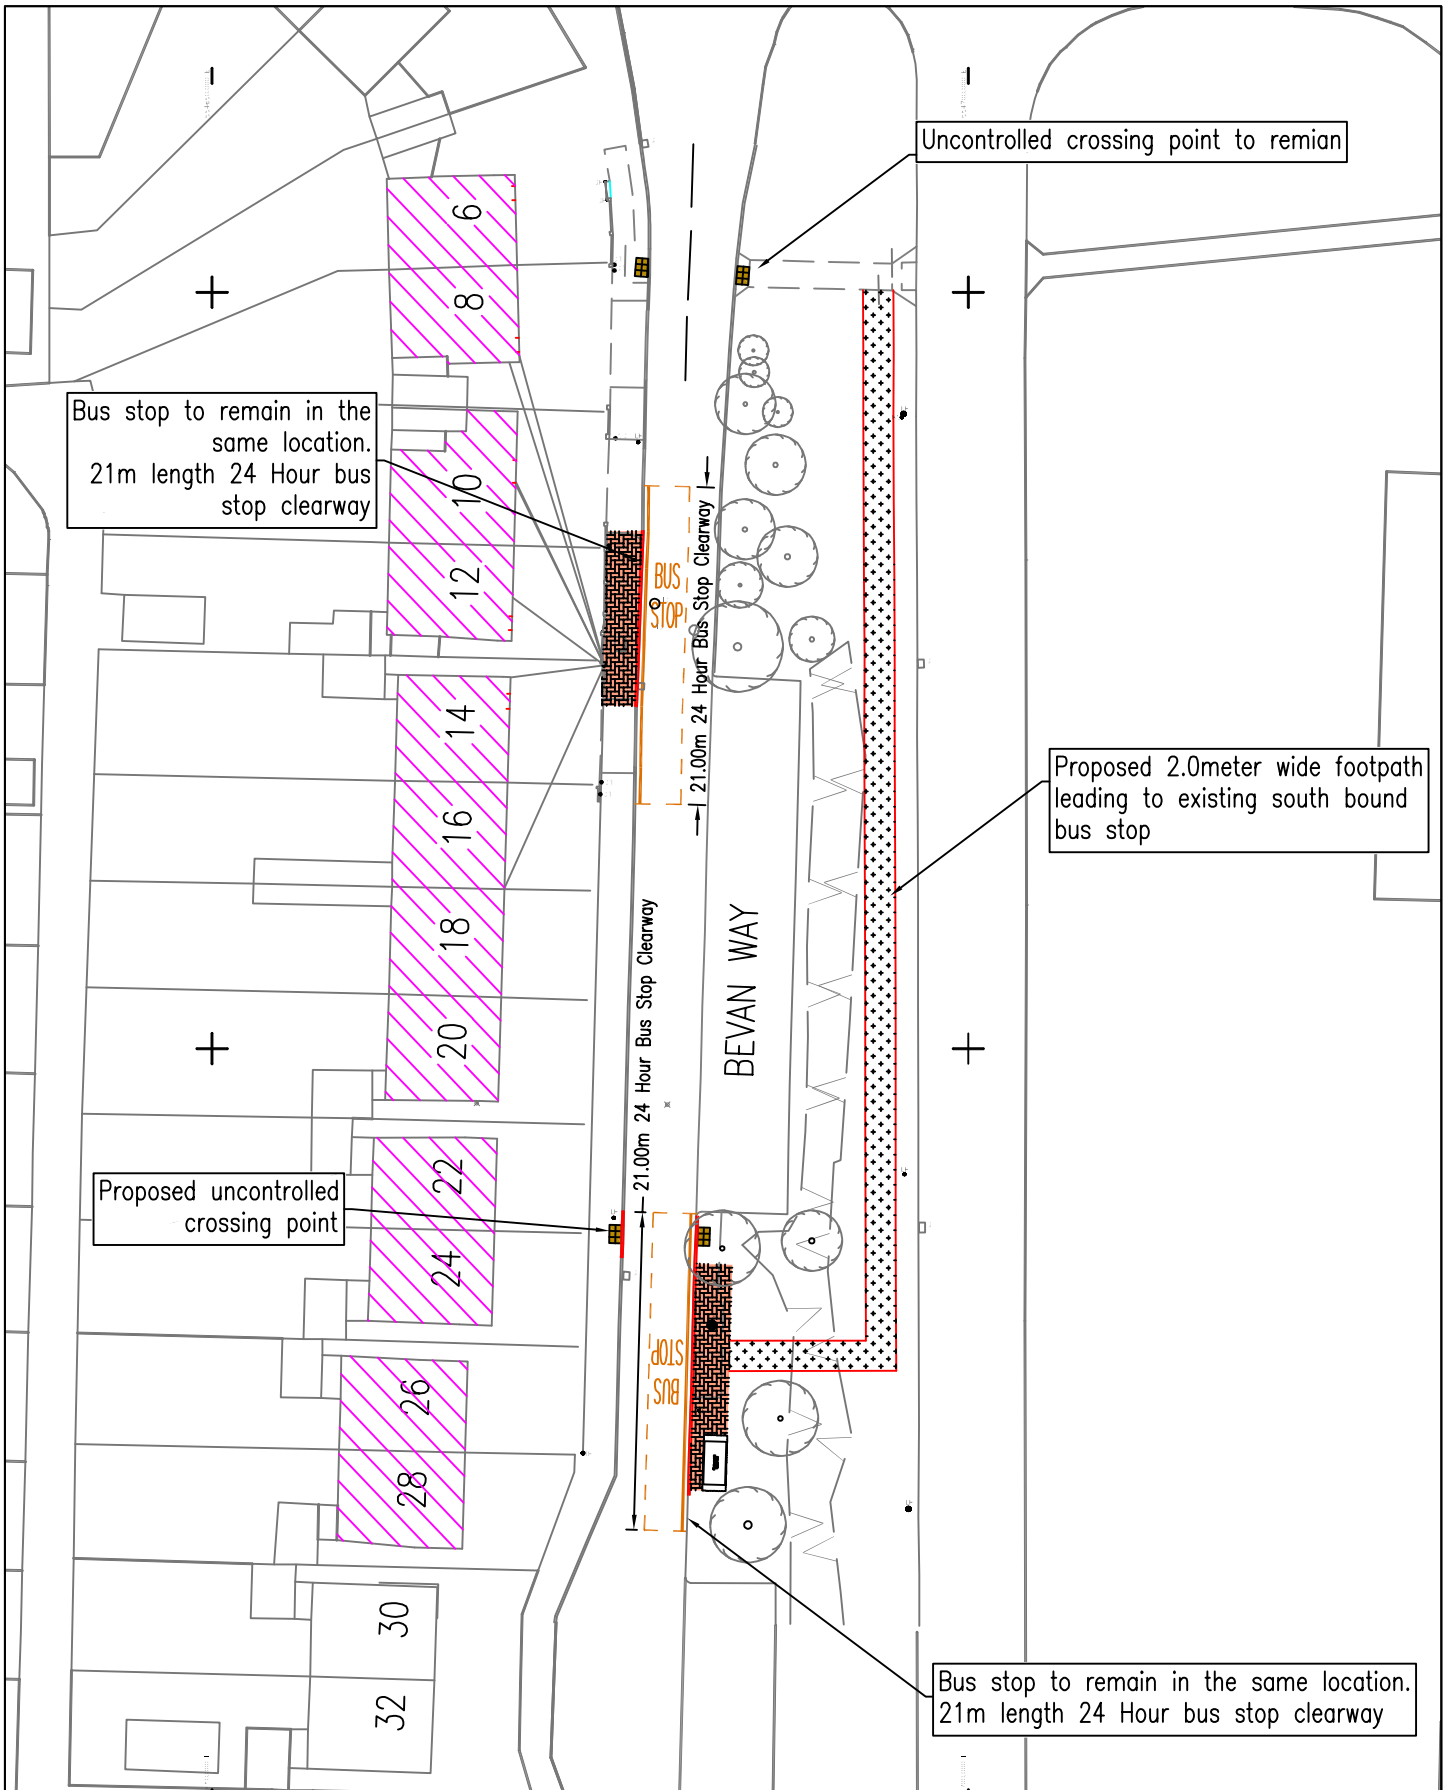 Uncontrolled crossing point to remian
6
8
Bus stop to remain in the
same location.
21m length 24 Hour bus
stop clearway
10
12
BUS
STOP
21.00m 24 Hour Bus Stop Clearway
14
16
18
20
Proposed 2.0meter wide footpath
leading to existing south bound
bus stop
21.00m 24 Hour Bus Stop Clearway
BEVAN WAY
Proposed uncontrolled
crossing point
22
24
BUS
STOP
26
28
30
32
Bus stop to remain in the same location.
21m length 24 Hour bus stop clearway